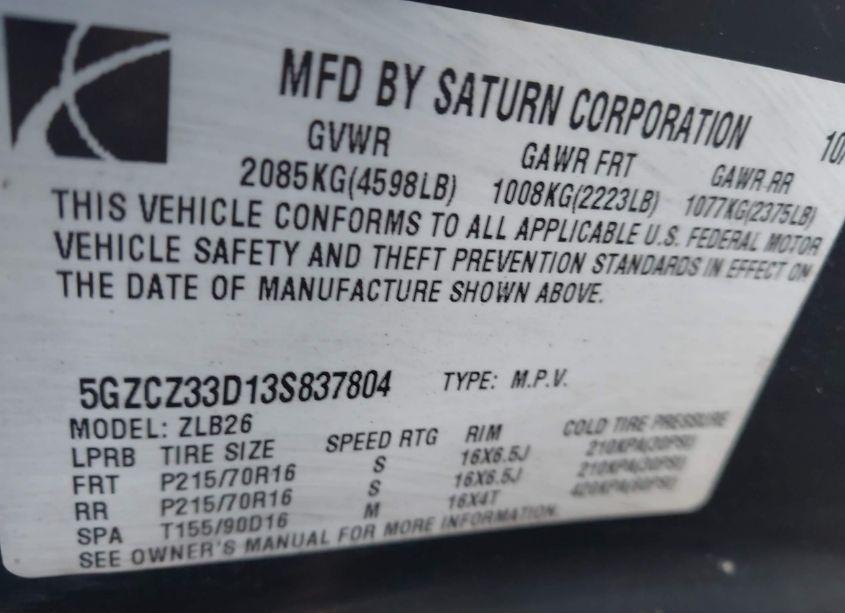 MFD BY SATURN CORPORATION 10/
GVWR GAWR FRT GAWR RR
2085KG(4598LB) 1008KG(2223LB) 1077KG(2375LB)
THIS VEHICLE CONFORMS TO ALL APPLICABLE U.S. FEDERAL MOTOR
VEHICLE SAFETY AND THEFT PREVENTION STANDARDS IN EFFECT ON
THE DATE OF MANUFACTURE SHOWN ABOVE.
5GZCZ33D13S837804 TYPE: M.P.V.
MODEL: ZLB26
LPRB TIRE SIZE SPEED RTG RIM COLD TIRE PRESSURE
FRT P215/70R16 S 16X6.5J 210KPA(30PSI)
RR P215/70R16 S 16X6.5J 210KPA(30PSI)
SPA T155/90D16 M 16X4T 420KPA(60PSI)
SEE OWNER'S MANUAL FOR MORE INFORMATION.